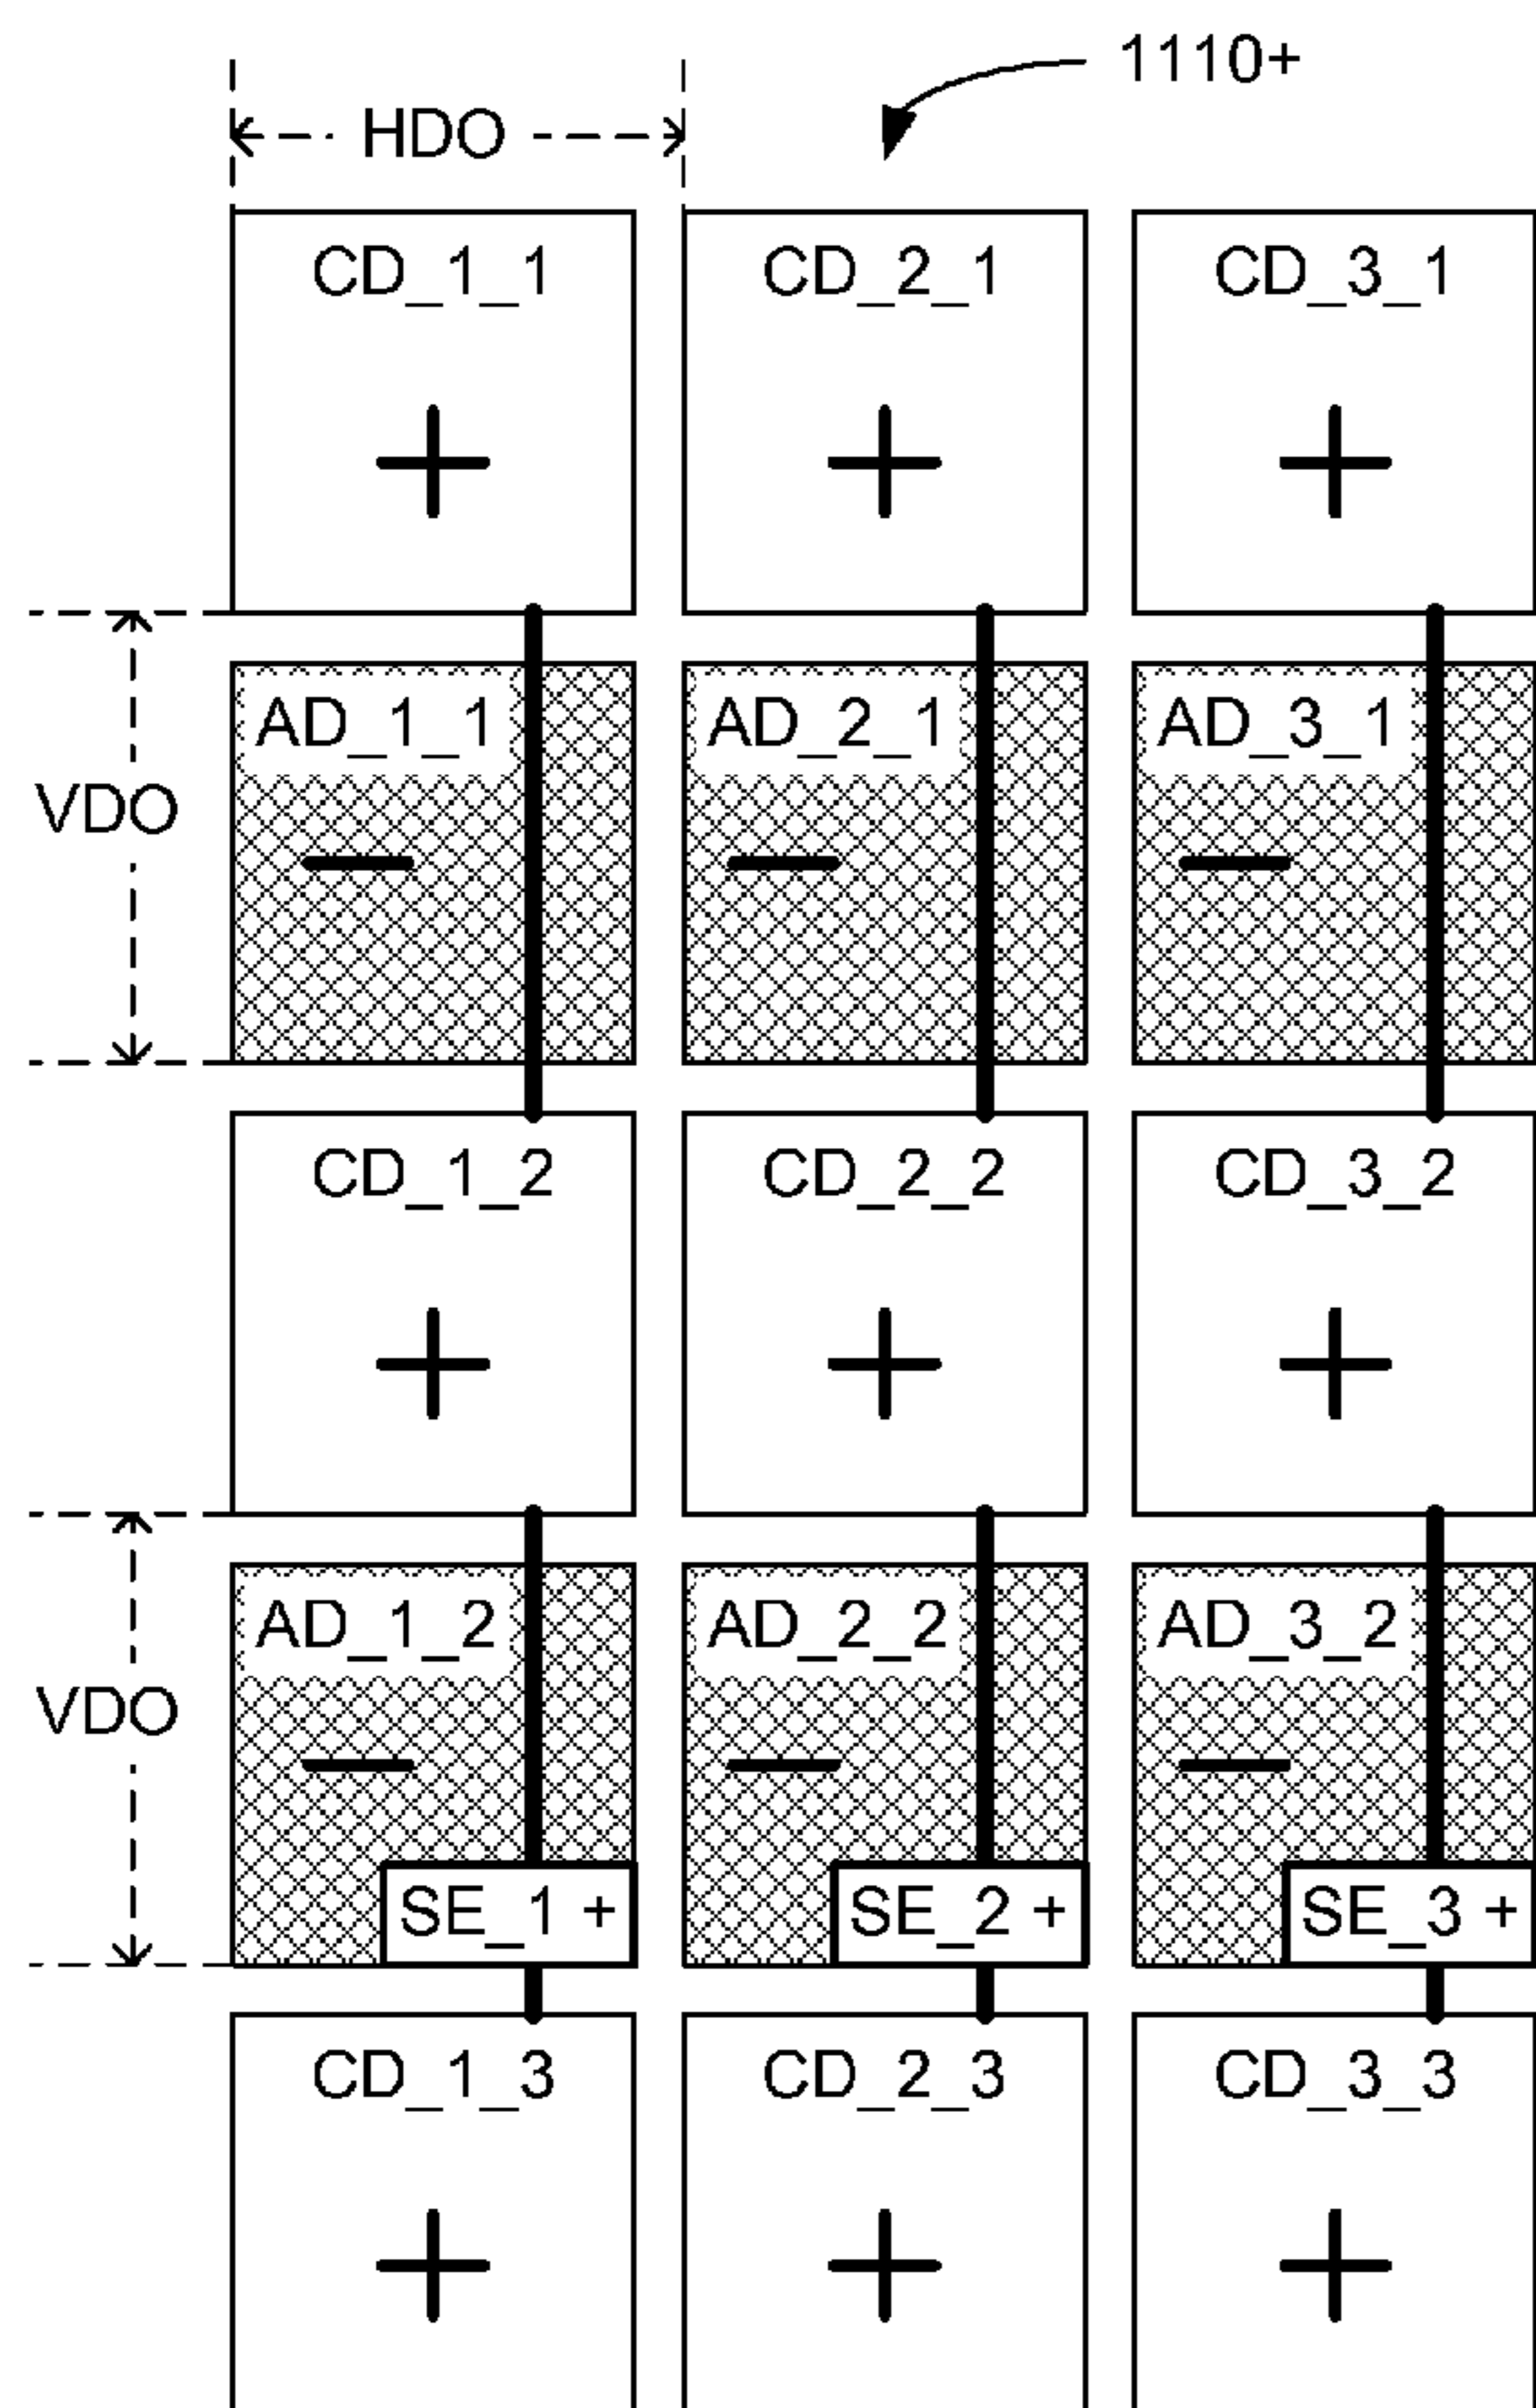 1110+
HDO
CD_1_1 CD_2_1 CD_3_1
+ + +
AD_1_1 AD_2_1 AD_3_1
VDO
− − −
CD_1_2 CD_2_2 CD_3_2
+ + +
AD_1_2 AD_2_2 AD_3_2
VDO
− − −
SE_1 + SE_2 + SE_3 +
CD_1_3 CD_2_3 CD_3_3
+ + +